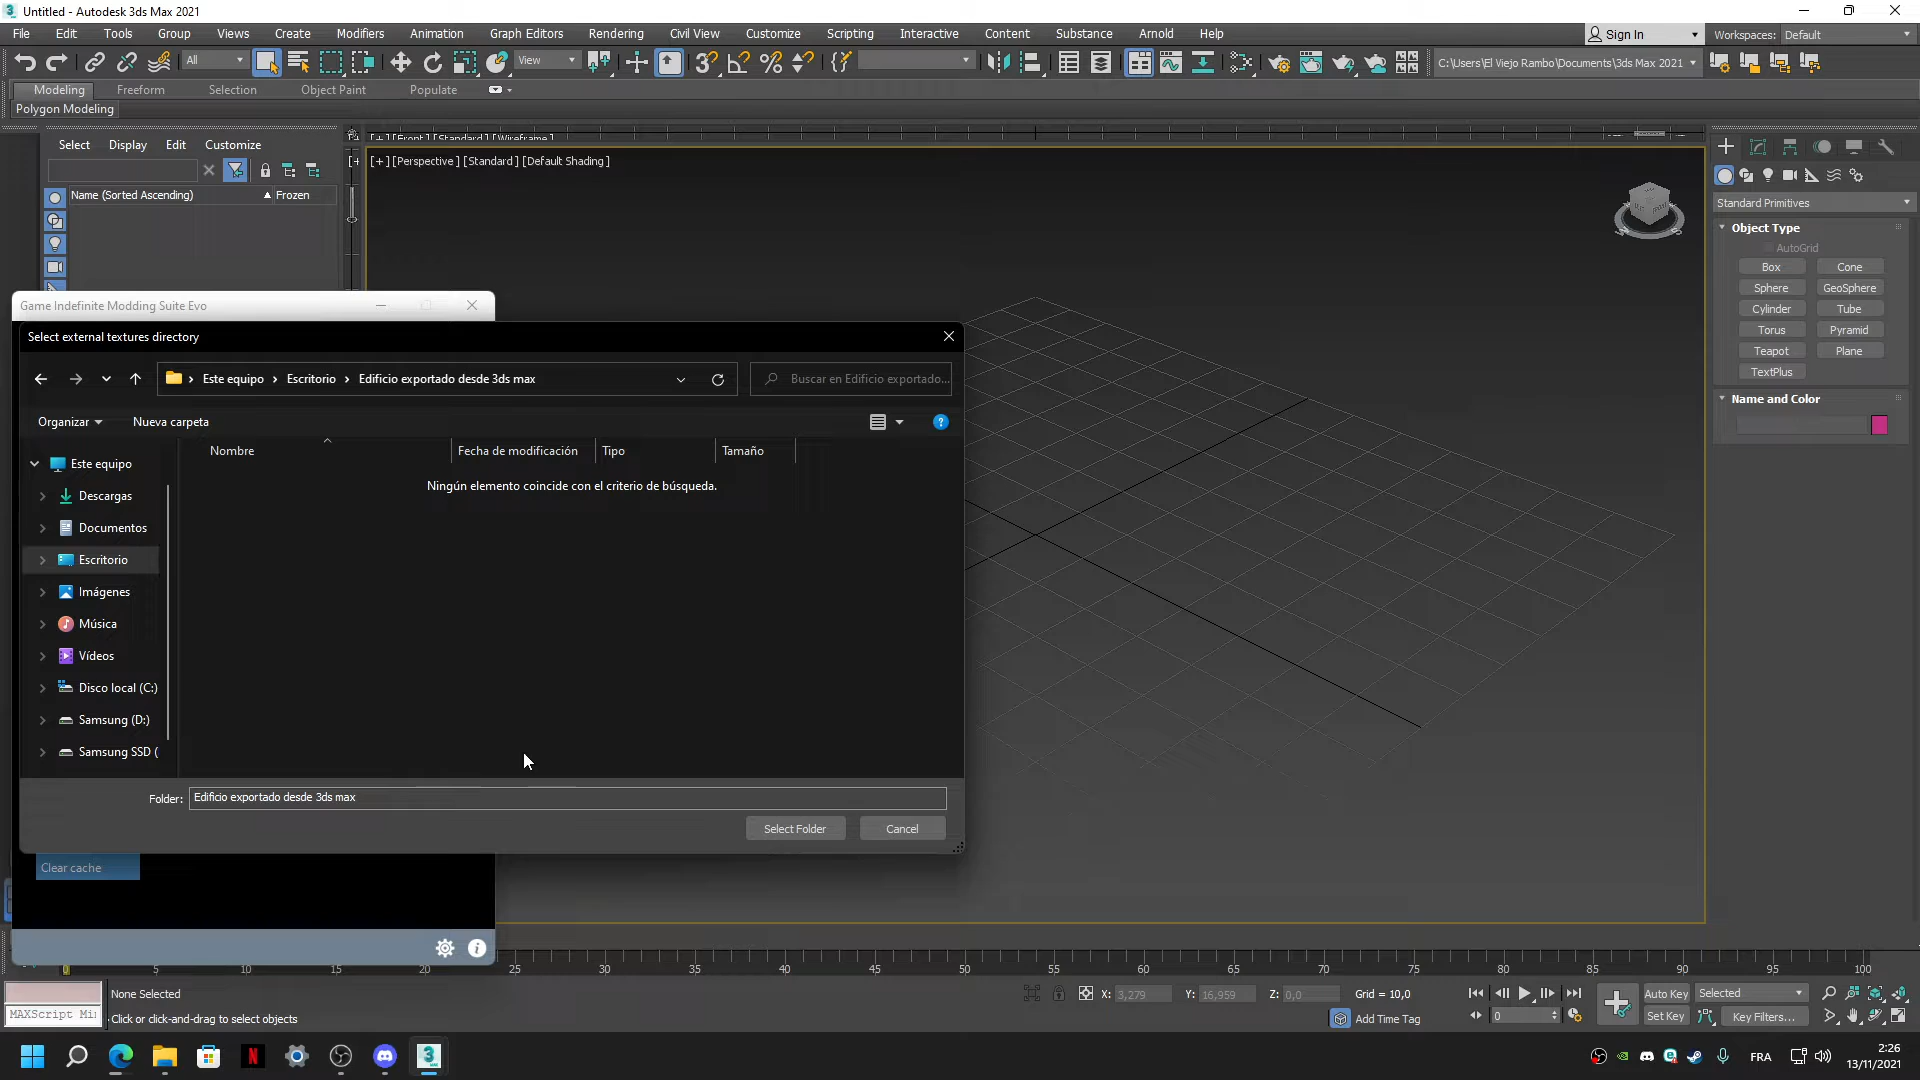 Untitled - Autodesk 3ds Max 2021
File Edit Tools Group Views Create Modifiers Animation Graph Editors Rendering Civil View Customize Scripting Interactive Content Substance Arnold Help Sign In Workspaces: Default
All View C:\Users\El Viejo Rambo\Documents\3ds Max 2021
Modeling Freeform Selection Object Paint Populate
Polygon Modeling
Select Display Edit Customize
[+] [Front] [Standard] [Wireframe]
[+] [Perspective] [Standard] [Default Shading]
Name (Sorted Ascending) Frozen
Standard Primitives
Object Type
AutoGrid
Box Cone
Sphere GeoSphere
Cylinder Tube
Torus Pyramid
Teapot Plane
TextPlus
Name and Color
Game Indefinite Modding Suite Evo
Select external textures directory
Este equipo Escritorio Edificio exportado desde 3ds max Buscar en Edificio exportado...
Organizar Nueva carpeta
Nombre Fecha de modificación Tipo Tamaño
Ningún elemento coincide con el criterio de búsqueda.
Este equipo
Descargas
Documentos
Escritorio
Imágenes
Música
Vídeos
Disco local (C:)
Samsung (D:)
Samsung SSD (
Folder: Edificio exportado desde 3ds max
Select Folder Cancel
Clear cache
0 5 10 15 20 25 30 35 40 45 50 55 60 65 70 75 80 85 90 95 100
None Selected X: 3,279 Y: 16,959 Z: 0,0 Grid = 10,0 Auto Key Selected
MAXScript Mi Click or click-and-drag to select objects Add Time Tag 0 Set Key Key Filters...
FRA 2:26
13/11/2021